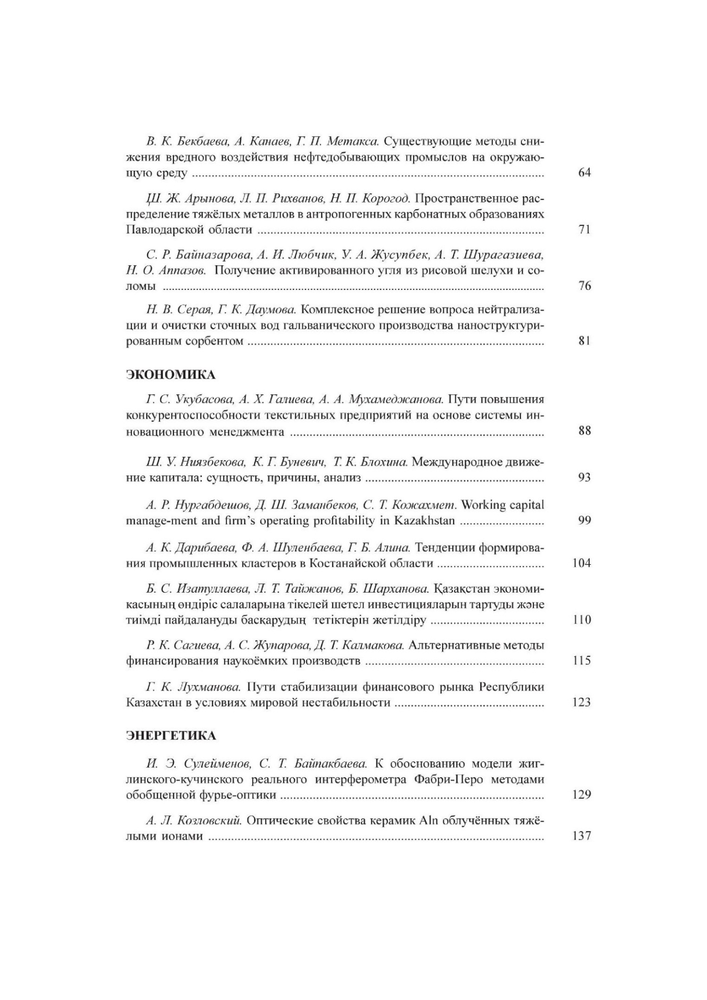 В. К. Бекбаева, А. Канаев, Г. П. Метакса. Существующие методы сни-
жения вредного воздействия нефтедобывающих промыслов на окружаю-
щую среду ........ 64
Ш. Ж. Арынова, Л. П. Рихванов, Н. П. Корогод. Пространственное рас-
пределение тяжёлых металлов в антропогенных карбонатных образованиях
Павлодарской области ........ 71
С. Р. Байназарова, А. И. Любчик, У. А. Жусупбек, А. Т. Шурагазиева,
Н. О. Аппазов. Получение активированного угля из рисовой шелухи и со-
ломы ........ 76
Н. В. Серая, Г. К. Даумова. Комплексное решение вопроса нейтрализа-
ции и очистки сточных вод гальванического производства наноструктури-
рованным сорбентом ........ 81
ЭКОНОМИКА
Г. С. Укубасова, А. Х. Галиева, А. А. Мухамеджанова. Пути повышения
конкурентоспособности текстильных предприятий на основе системы ин-
новационного менеджмента ........ 88
Ш. У. Ниязбекова, К. Г. Буневич, Т. К. Блохина. Международное движе-
ние капитала: сущность, причины, анализ ........ 93
А. Р. Нургабдешов, Д. Ш. Заманбеков, С. Т. Кожахмет. Working capital
manage-ment and firm’s operating profitability in Kazakhstan ........ 99
А. К. Дарибаева, Ф. А. Шуленбаева, Г. Б. Алина. Тенденции формирова-
ния промышленных кластеров в Костанайской области ........ 104
Б. С. Изатуллаева, Л. Т. Тайжанов, Б. Шарханова. Қазақстан экономи-
касының өндіріс салаларына тікелей шетел инвестицияларын тартуды және
тиімді пайдалануды басқарудың тетіктерін жетілдіру ........ 110
Р. К. Сагиева, А. С. Жупарова, Д. Т. Калмакова. Альтернативные методы
финансирования наукоёмких производств ........ 115
Г. К. Лухманова. Пути стабилизации финансового рынка Республики
Казахстан в условиях мировой нестабильности ........ 123
ЭНЕРГЕТИКА
И. Э. Сулейменов, С. Т. Байпакбаева. К обоснованию модели жиг-
линского-кучинского реального интерферометра Фабри-Перо методами
обобщенной фурье-оптики ........ 129
А. Л. Козловский. Оптические свойства керамик Aln облучённых тяжё-
лыми ионами ........ 137